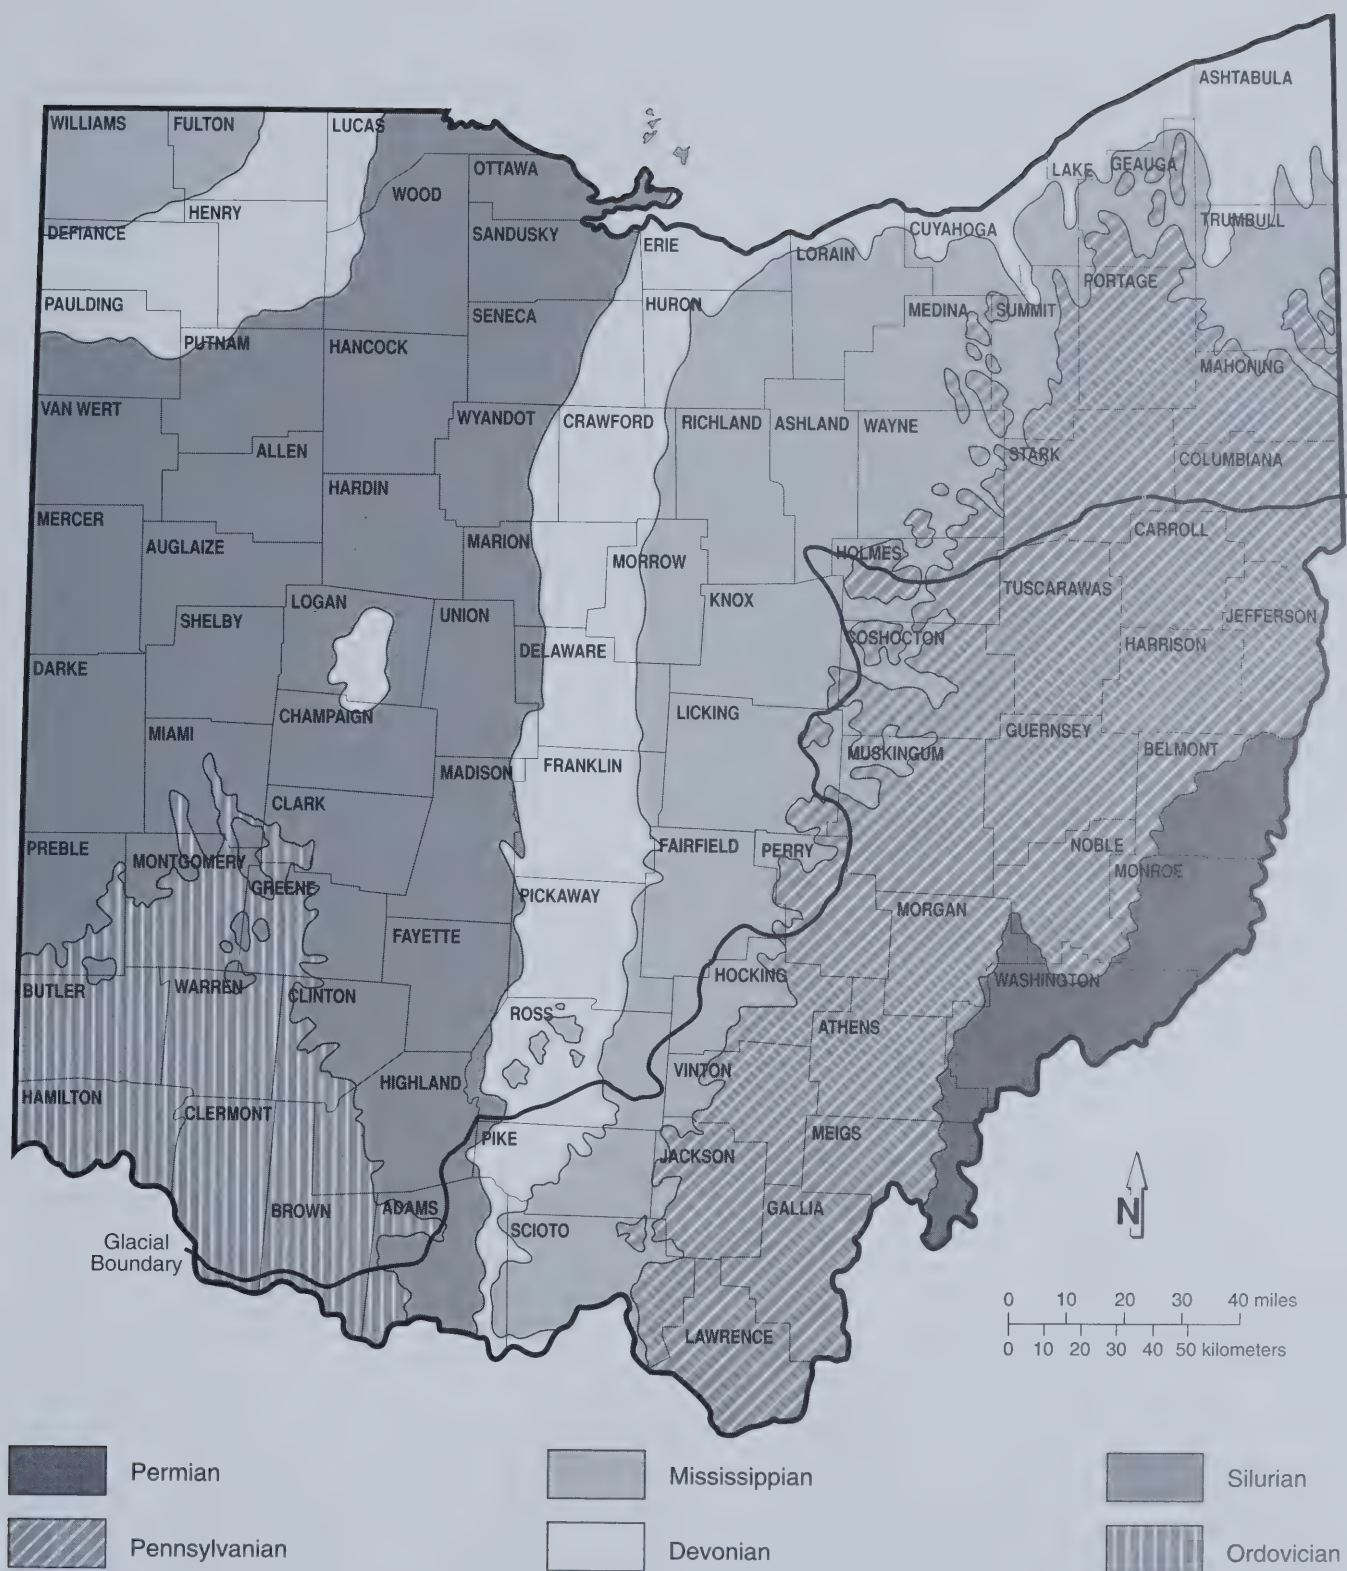 ASHTABULA
WILLIAMS
FULTON
LUCAS
OTTAWA
LAKE
GEAUGA
WOOD
HENRY
TRUMBULL
DEFIANCE
SANDUSKY
ERIE
LORAIN
CUYAHOGA
PAULDING
SENECA
HURON
MEDINA
SUMMIT
PORTAGE
PUTNAM
HANCOCK
MAHONING
VAN WERT
WYANDOT
CRAWFORD
RICHLAND
ASHLAND
WAYNE
ALLEN
STARK
COLUMBIANA
HARDIN
MERCER
AUGLAIZE
MARION
MORROW
HOLMES
CARROLL
LOGAN
KNOX
TUSCARAWAS
SHELBY
UNION
JEFFERSON
DELAWARE
COSHOCTON
HARRISON
DARKE
CHAMPAIGN
LICKING
MIAMI
GUERNSEY
MADISON
FRANKLIN
MUSKINGUM
BELMONT
CLARK
PREBLE
MONTGOMERY
FAIRFIELD
PERRY
NOBLE
GREENE
MONROE
PICKAWAY
MORGAN
FAYETTE
BUTLER
WARREN
CLINTON
HOCKING
WASHINGTON
ROSS
ATHENS
HAMILTON
HIGHLAND
VINTON
CLERMONT
PIKE
MEIGS
JACKSON
BROWN
ADAMS
SCIOTO
GALLIA
N
Glacial
Boundary
LAWRENCE
0 10 20 30 40 miles
0 10 20 30 40 50 kilometers
Permian
Mississippian
Silurian
Pennsylvanian
Devonian
Ordovician